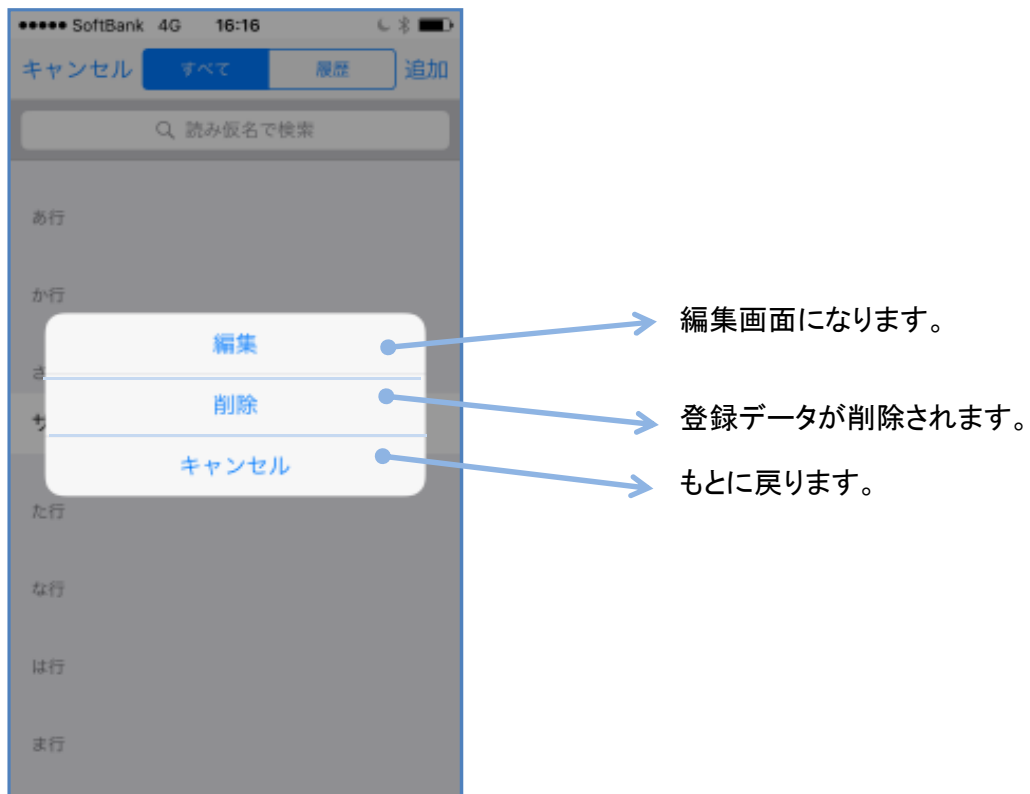 SoftBank 4G 16:16
キャンセル すべて 履歴 追加
読み仮名で検索
あ行
か行
編集
編集画面になります。
さ
削除
サ
登録データが削除されます。
キャンセル
もとに戻ります。
た行
な行
は行
ま行